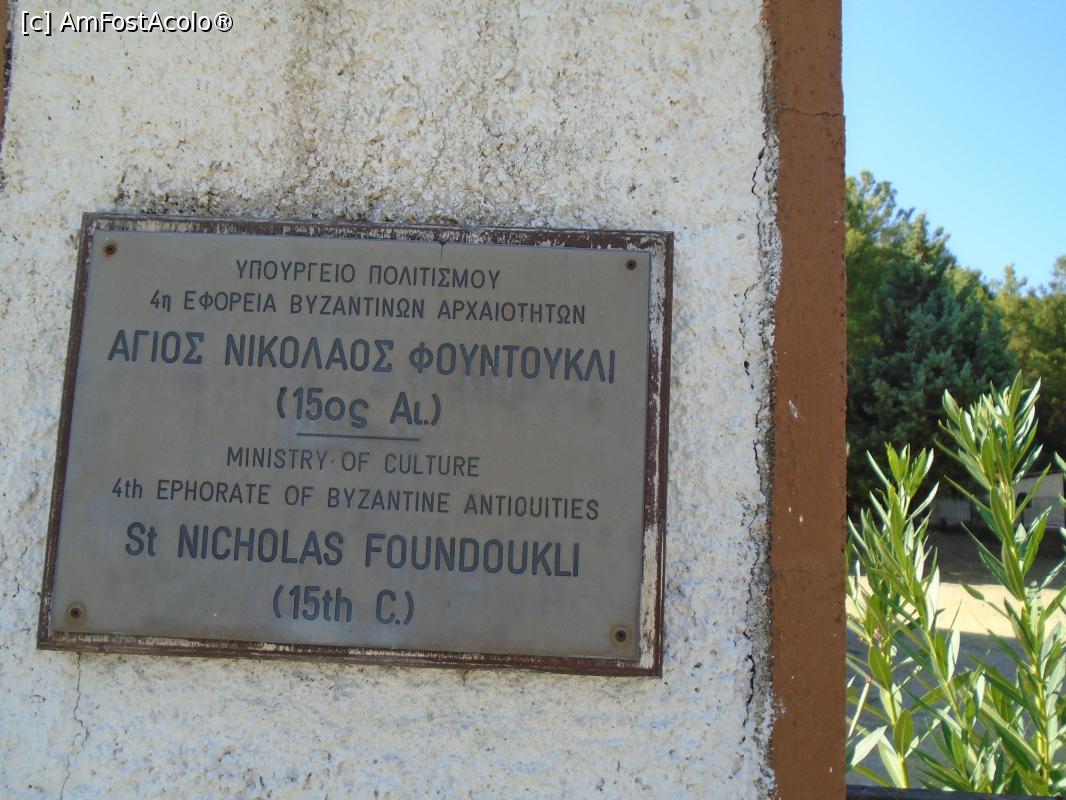 [c] AmFostAcolo®
ΥΠΟΥΡΓΕΙΟ ΠΟΛΙΤΙΣΜΟΥ
4η ΕΦΟΡΕΙΑ ΒΥΖΑΝΤΙΝΩΝ ΑΡΧΑΙΟΤΗΤΩΝ
ΑΓΙΟΣ ΝΙΚΟΛΑΟΣ ΦΟΥΝΤΟΥΚΛΙ
(15ος Αι.)
MINISTRY OF CULTURE
4th EPHORATE OF BYZANTINE ANTIQUITIES
St NICHOLAS FOUNDOUKLI
(15th C.)